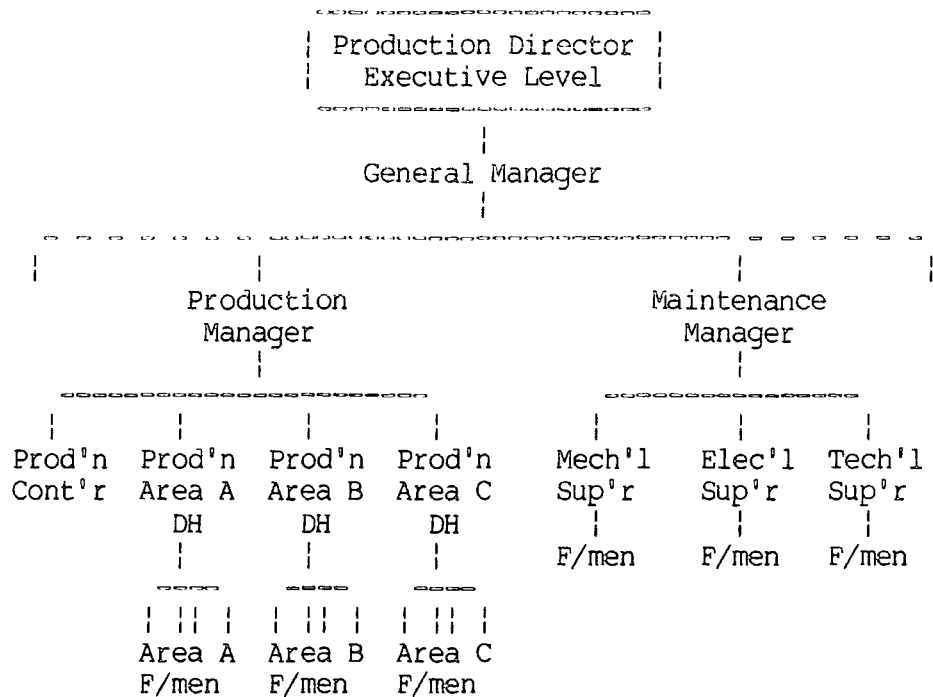 Production Director
Executive Level
General Manager
Production Maintenance
Manager Manager
Prod'n Prod'n Prod'n Prod'n Mech'l Elec'l Tech'l
Cont'r Area A Area B Area C Sup'r Sup'r Sup'r
DH DH DH
F/men F/men F/men
Area A Area B Area C
F/men F/men F/men